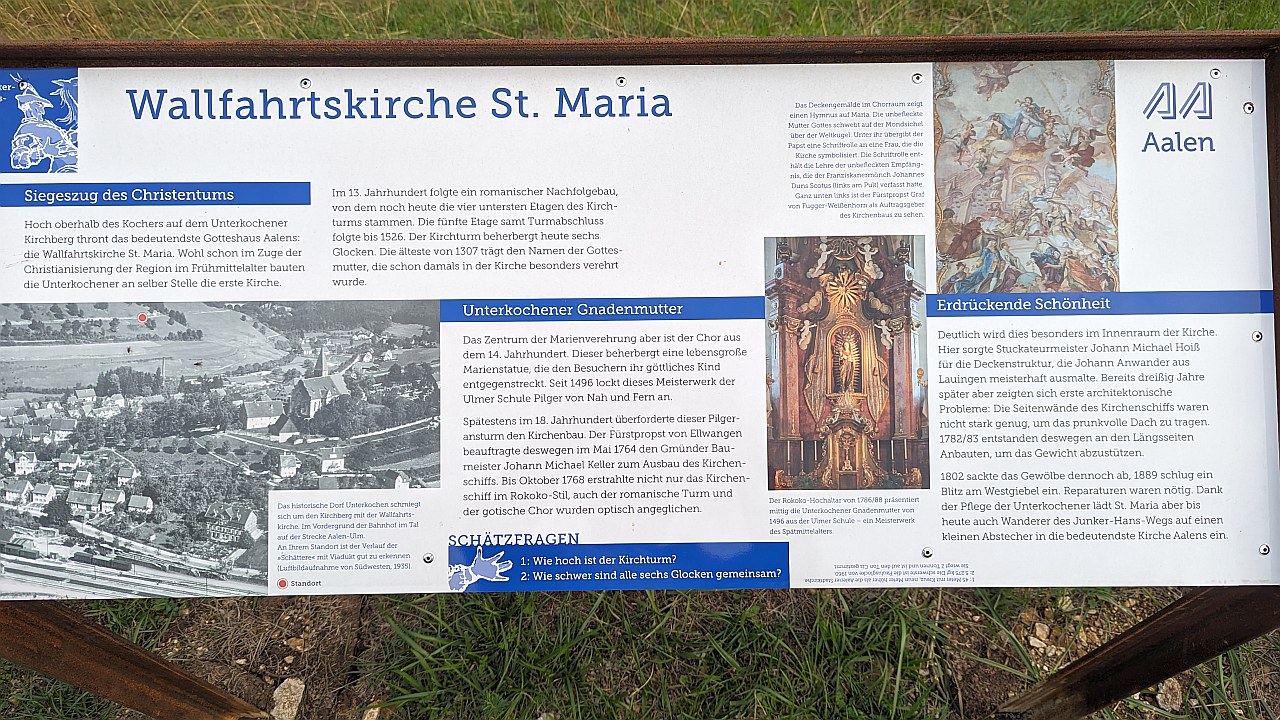 Wallfahrtskirche St. Maria
Siegeszug des Christentums
Hoch oberhalb des Kochers auf dem Unterkochener
Kirchberg thront das bedeutendste Gotteshaus Aalens:
die Wallfahrtskirche St. Maria. Wohl schon im Zuge der
Christianisierung der Region im Frühmittelalter bauten
die Unterkochener an selber Stelle die erste Kirche.
Im 13. Jahrhundert folgte ein romanischer Nachfolgebau,
von dem noch heute die vier untersten Etagen des Kirch-
turms stammen. Die fünfte Etage samt Turmabschluss
folgte bis 1526. Der Kirchturm beherbergt heute sechs
Glocken. Die älteste von 1307 trägt den Namen der Gottes-
mutter, die schon damals in der Kirche besonders verehrt
wurde.
Das historische Dorf Unterkochen schmiegt
sich um den Kirchberg mit der Wallfahrts-
kirche. Im Vordergrund der Bahnhof im Tal
auf der Strecke Aalen-Ulm.
An Ihrem Standort ist der Verlauf der
»Schättere« mit Viadukt gut zu erkennen
(Luftbildaufnahme von Südwesten, 1935).
Standort
Unterkochener Gnadenmutter
Das Zentrum der Marienverehrung aber ist der Chor aus
dem 14. Jahrhundert. Dieser beherbergt eine lebensgroße
Marienstatue, die den Besuchern ihr göttliches Kind
entgegenstreckt. Seit 1496 lockt dieses Meisterwerk der
Ulmer Schule Pilger von Nah und Fern an.
Spätestens im 18. Jahrhundert überforderte dieser Pilger-
ansturm den Kirchenbau. Der Fürstpropst von Ellwangen
beauftragte deswegen im Mai 1764 den Gmünder Bau-
meister Johann Michael Keller zum Ausbau des Kirchen-
schiffs. Bis Oktober 1768 erstrahlte nicht nur das Kirchen-
schiff im Rokoko-Stil, auch der romanische Turm und
der gotische Chor wurden optisch angeglichen.
SCHÄTZFRAGEN
1: Wie hoch ist der Kirchturm?
2: Wie schwer sind alle sechs Glocken gemeinsam?
Das Deckengemälde im Chorraum zeigt
einen Hymnus auf Maria. Die unbefleckte
Mutter Gottes schwebt auf der Mondsichel
über der Weltkugel. Unter ihr übergibt der
Papst eine Schriftrolle an eine Frau, die die
Kirche symbolisiert. Die Schriftrolle ent-
hält die Lehre der unbefleckten Empfäng-
nis, die der Franziskanermönch Johannes
Duns Scotus (links am Pult) verfasst hatte.
Ganz unten links ist der Fürstpropst Graf
von Fugger-Weißenhorn als Auftragsgeber
des Kirchenbaus zu sehen.
Der Rokoko-Hochaltar von 1786/88 präsentiert
mittig die Unterkochener Gnadenmutter von
1496 aus der Ulmer Schule – ein Meisterwerk
des Spätmittelalters.
Aalen
Erdrückende Schönheit
Deutlich wird dies besonders im Innenraum der Kirche.
Hier sorgte Stuckateurmeister Johann Michael Hoiß
für die Deckenstruktur, die Johann Anwander aus
Lauingen meisterhaft ausmalte. Bereits dreißig Jahre
später aber zeigten sich erste architektonische
Probleme: Die Seitenwände des Kirchenschiffs waren
nicht stark genug, um das prunkvolle Dach zu tragen.
1782/83 entstanden deswegen an den Längsseiten
Anbauten, um das Gewicht abzustützen.
1802 sackte das Gewölbe dennoch ab, 1889 schlug ein
Blitz am Westgiebel ein. Reparaturen waren nötig. Dank
der Pflege der Unterkochener lädt St. Maria aber bis
heute auch Wanderer des Junker-Hans-Wegs auf einen
kleinen Abstecher in die bedeutendste Kirche Aalens ein.